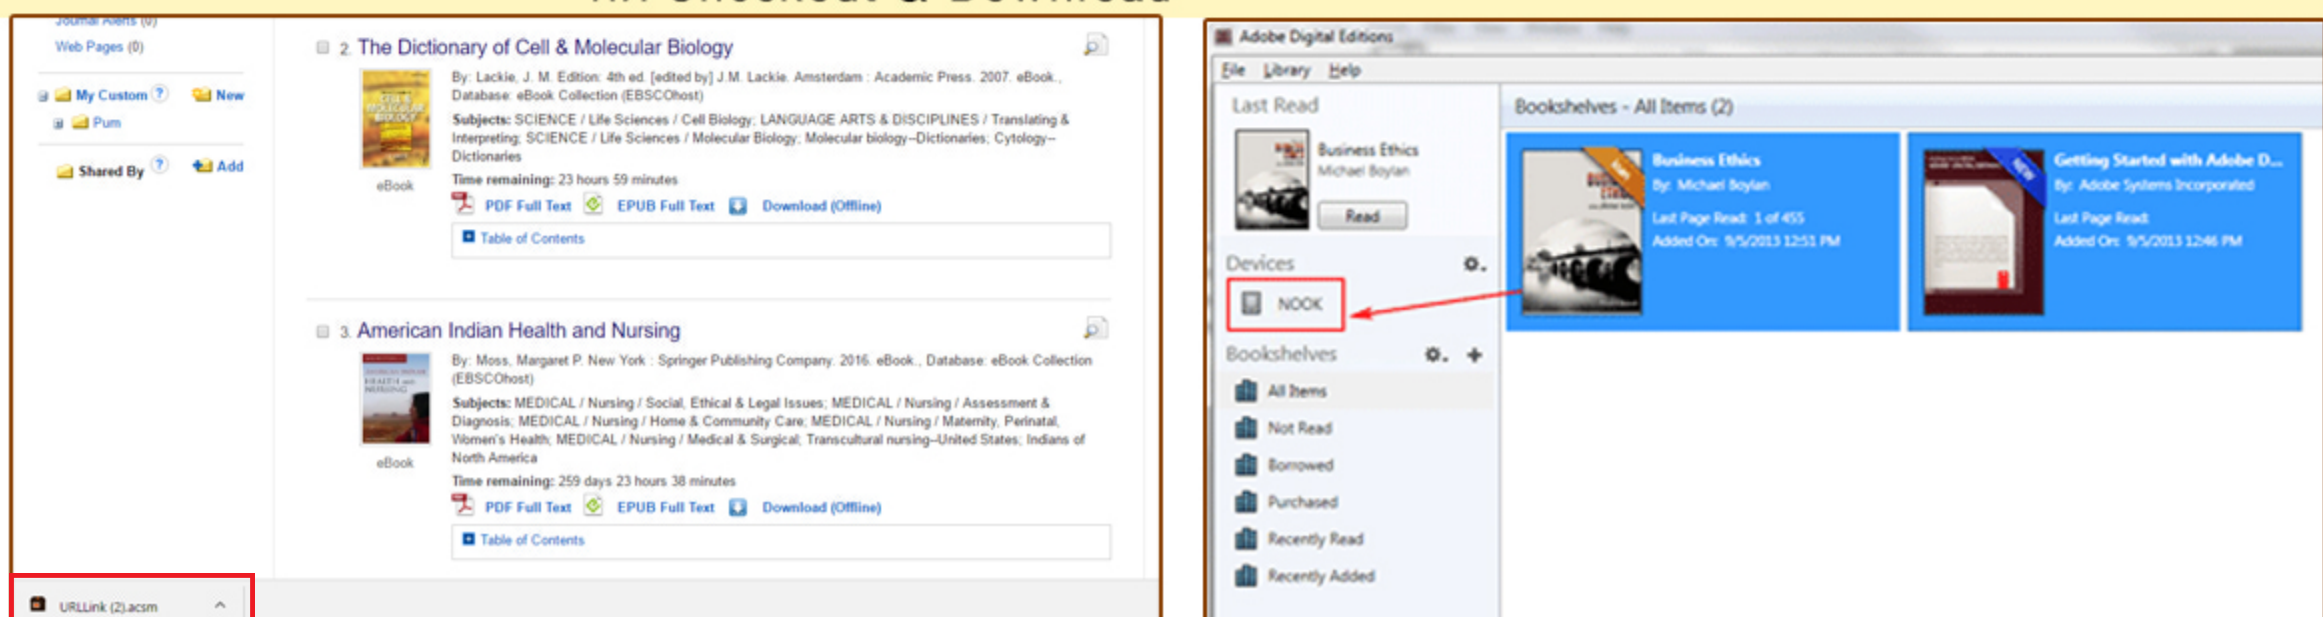 & Download
Journal Alerts (0)
Web Pages (0)
My Custom ? New
Pum
Shared By ? Add
2. The Dictionary of Cell & Molecular Biology
By: Lackie, J. M. Edition: 4th ed. [edited by] J.M. Lackie. Amsterdam : Academic Press. 2007. eBook.,
Database: eBook Collection (EBSCOhost)
Subjects: SCIENCE / Life Sciences / Cell Biology; LANGUAGE ARTS & DISCIPLINES / Translating &
Interpreting; SCIENCE / Life Sciences / Molecular Biology; Molecular biology--Dictionaries; Cytology--
Dictionaries
Time remaining: 23 hours 59 minutes
eBook
PDF Full Text EPUB Full Text Download (Offline)
Table of Contents
3. American Indian Health and Nursing
By: Moss, Margaret P. New York : Springer Publishing Company. 2016. eBook., Database: eBook Collection
(EBSCOhost)
AMERICAN INDIAN
HEALTH and
NURSING
Subjects: MEDICAL / Nursing / Social, Ethical & Legal Issues; MEDICAL / Nursing / Assessment &
Diagnosis; MEDICAL / Nursing / Home & Community Care; MEDICAL / Nursing / Maternity, Perinatal,
Women's Health; MEDICAL / Nursing / Medical & Surgical; Transcultural nursing--United States; Indians of
North America
eBook
Time remaining: 259 days 23 hours 38 minutes
PDF Full Text EPUB Full Text Download (Offline)
Table of Contents
URLLink (2).acsm
Adobe Digital Editions
File Library Help
Last Read
Business Ethics
Michael Boylan
Read
Devices
NOOK
Bookshelves
All Items
Not Read
Borrowed
Purchased
Recently Read
Recently Added
Bookshelves - All Items (2)
Business Ethics
By: Michael Boylan
Last Page Read: 1 of 455
Added On: 9/5/2013 12:51 PM
NEW
Getting Started with Adobe D...
By: Adobe Systems Incorporated
Last Page Read:
Added On: 9/5/2013 12:46 PM